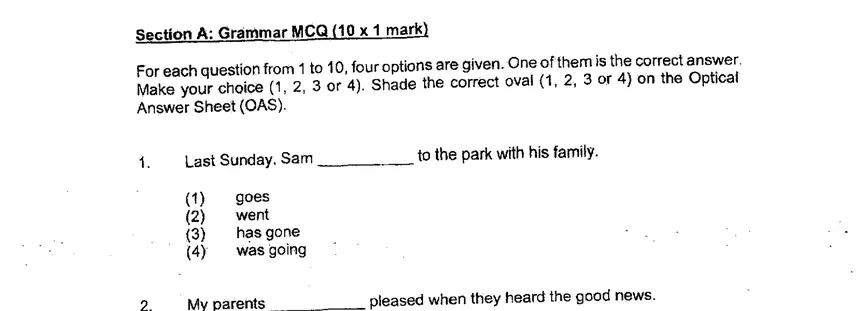 Section A: Grammar MCQ (10 x 1 mark)
For each question from 1 to 10, four options are given. One of them is the correct answer.
Make your choice (1, 2, 3 or 4). Shade the correct oval (1, 2, 3 or 4) on the Optical
Answer Sheet (OAS).
1. Last Sunday, Sam __________ to the park with his family.
(1) goes
(2) went
(3) has gone
(4) was going
2. My parents __________ pleased when they heard the good news.